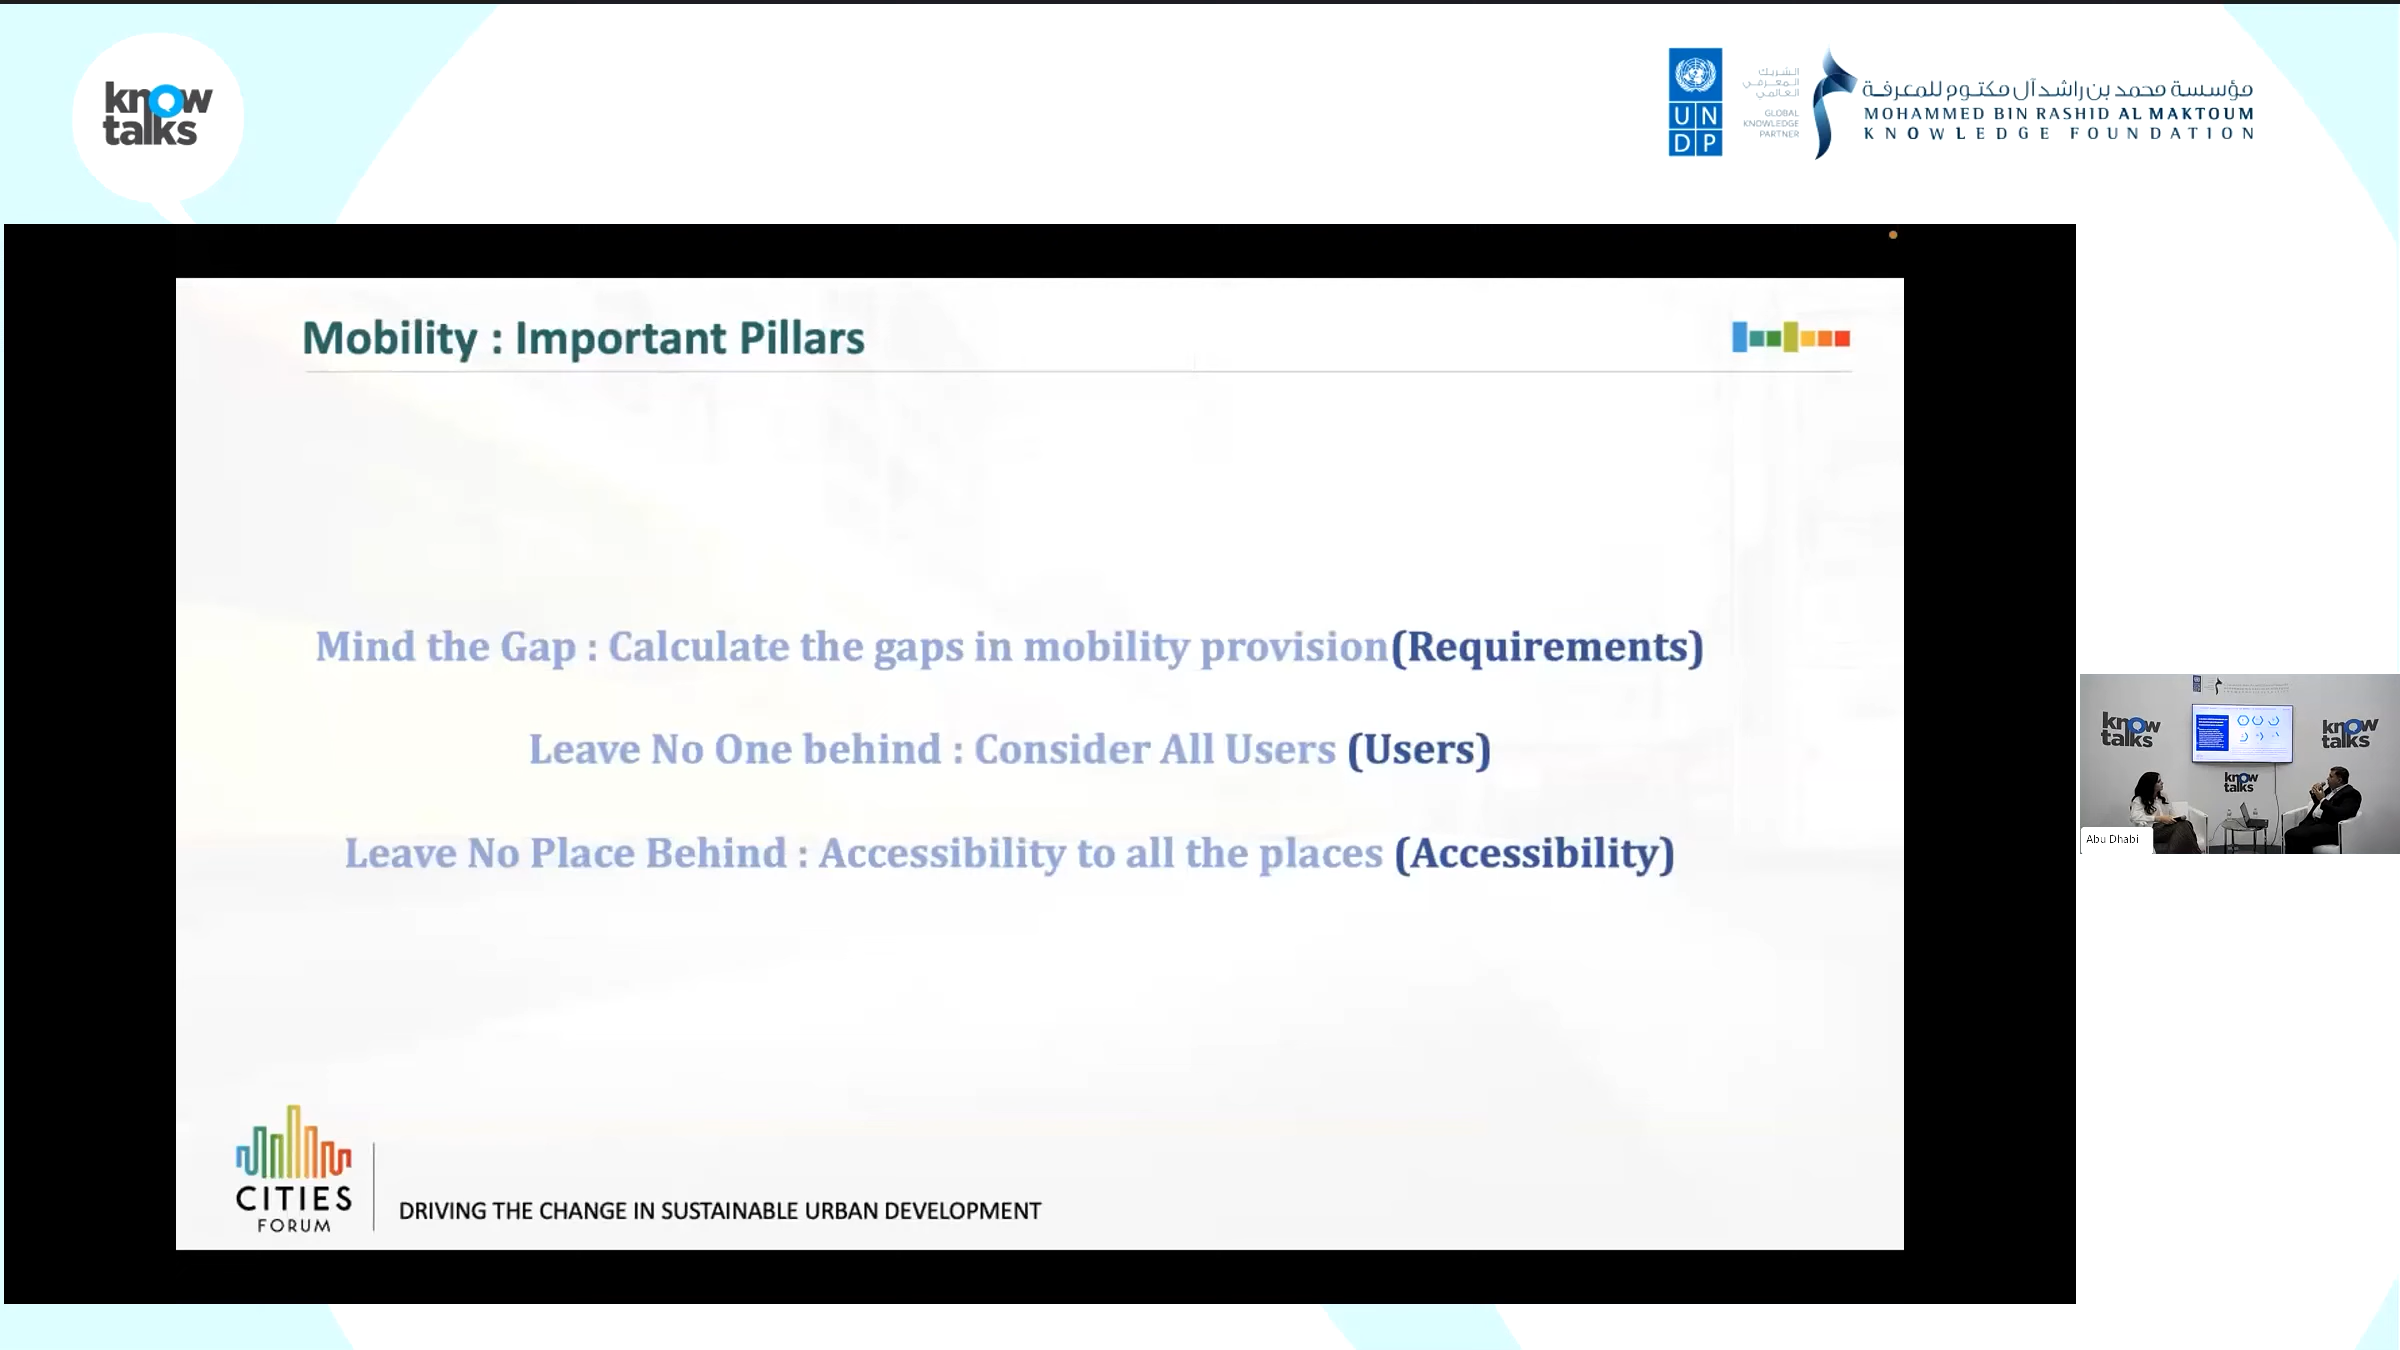 know
talks
UN
DP
الشريك
المعرفي
العالمي
GLOBAL
KNOWLEDGE
PARTNER
مؤسسة محمد بن راشد آل مكتوم للمعرفة
MOHAMMED BIN RASHID AL MAKTOUM
KNOWLEDGE FOUNDATION
Mobility : Important Pillars
Mind the Gap : Calculate the gaps in mobility provision(Requirements)
Leave No One behind : Consider All Users (Users)
Leave No Place Behind : Accessibility to all the places (Accessibility)
CITIES
FORUM
DRIVING THE CHANGE IN SUSTAINABLE URBAN DEVELOPMENT
know
talks
know
talks
know
talks
Abu Dhabi